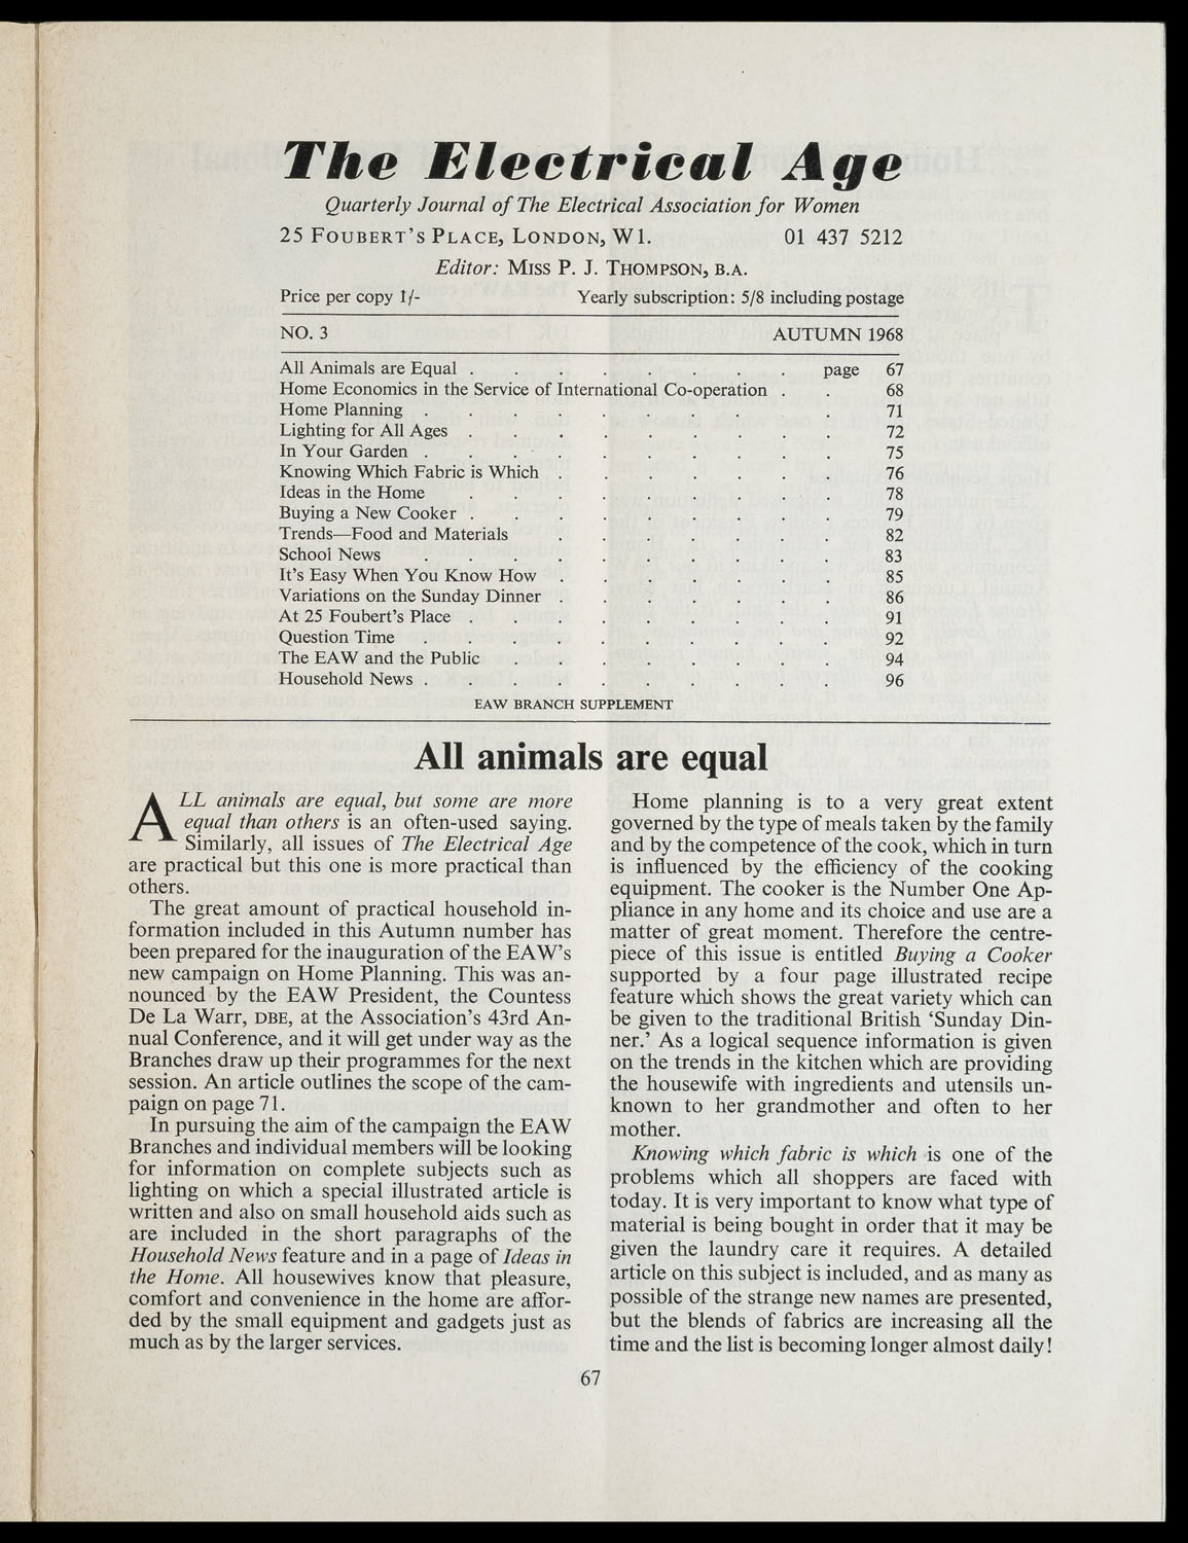 The Electrical Age
Quarterly Journal of The Electrical Association for Women
25 FOUBERT'S PLACE, LONDON, W1. 01 437 5212
Editor: MISS P. J. THOMPSON, B.A.
Price per copy 1/- Yearly subscription: 5/8 including postage
NO. 3 AUTUMN 1968
All Animals are Equal . . . . . . . . page 67
Home Economics in the Service of International Co-operation . . 68
Home Planning . . . . . . . . . . 71
Lighting for All Ages . . . . . . 72
In Your Garden . . . . . . . . . . 75
Knowing Which Fabric is Which . . . . . . . 76
Ideas in the Home . . . . . . . . . 78
Buying a New Cooker . . . . . . . . . 79
Trends—Food and Materials . . . . . . . 82
School News . . . . . . . . . . 83
It's Easy When You Know How . . . . . . . 85
Variations on the Sunday Dinner . . . . . . 86
At 25 Foubert's Place . . . . . . . . . 91
Question Time . . . . . . . . . . 92
The EAW and the Public . . . . . . . . 94
Household News . . . . . . . . . . 96
EAW BRANCH SUPPLEMENT
All animals are equal
ALL animals are equal, but some are more
equal than others is an often-used saying.
Similarly, all issues of The Electrical Age
are practical but this one is more practical than
others.
The great amount of practical household in-
formation included in this Autumn number has
been prepared for the inauguration of the EAW's
new campaign on Home Planning. This was an-
nounced by the EAW President, the Countess
De La Warr, DBE, at the Association's 43rd An-
nual Conference, and it will get under way as the
Branches draw up their programmes for the next
session. An article outlines the scope of the cam-
paign on page 71.
In pursuing the aim of the campaign the EAW
Branches and individual members will be looking
for information on complete subjects such as
lighting on which a special illustrated article is
written and also on small household aids such as
are included in the short paragraphs of the
Household News feature and in a page of Ideas in
the Home. All housewives know that pleasure,
comfort and convenience in the home are affor-
ded by the small equipment and gadgets just as
much as by the larger services.
Home planning is to a very great extent
governed by the type of meals taken by the family
and by the competence of the cook, which in turn
is influenced by the efficiency of the cooking
equipment. The cooker is the Number One Ap-
pliance in any home and its choice and use are a
matter of great moment. Therefore the centre-
piece of this issue is entitled Buying a Cooker
supported by a four page illustrated recipe
feature which shows the great variety which can
be given to the traditional British ‘Sunday Din-
ner.’ As a logical sequence information is given
on the trends in the kitchen which are providing
the housewife with ingredients and utensils un-
known to her grandmother and often to her
mother.
Knowing which fabric is which is one of the
problems which all shoppers are faced with
today. It is very important to know what type of
material is being bought in order that it may be
given the laundry care it requires. A detailed
article on this subject is included, and as many as
possible of the strange new names are presented,
but the blends of fabrics are increasing all the
time and the list is becoming longer almost daily!
67